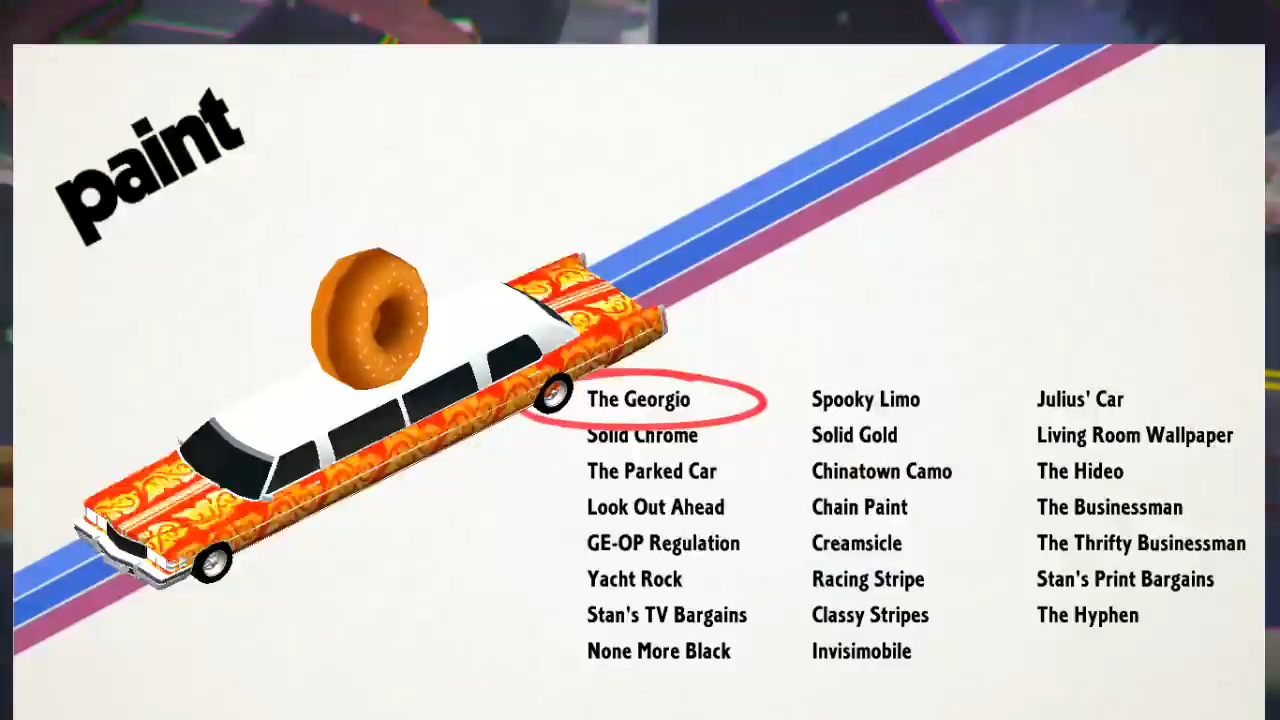 paint
The Georgio
Solid Chrome
The Parked Car
Look Out Ahead
GE-OP Regulation
Yacht Rock
Stan's TV Bargains
None More Black
Spooky Limo
Solid Gold
Chinatown Camo
Chain Paint
Creamsicle
Racing Stripe
Classy Stripes
Invisimobile
Julius' Car
Living Room Wallpaper
The Hideo
The Businessman
The Thrifty Businessman
Stan's Print Bargains
The Hyphen